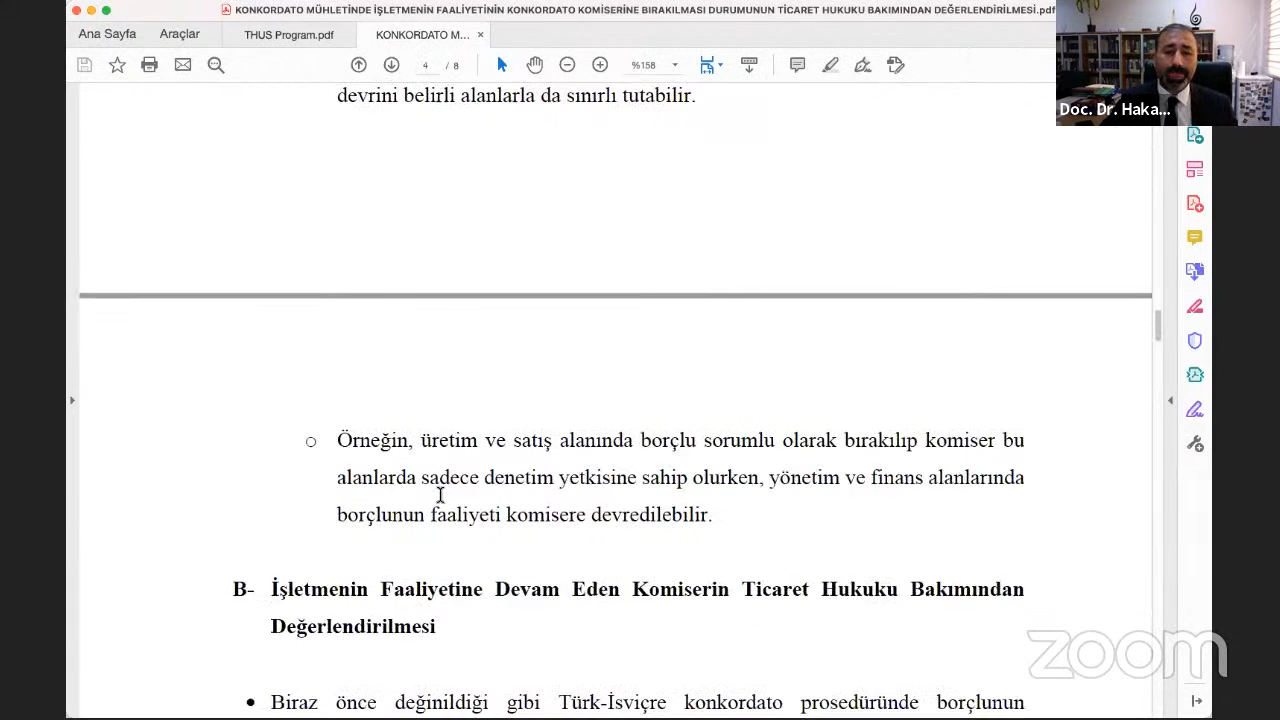 KONKORDATO MÜHLETİNDE İŞLETMENİN FAALİYETİNİN KONKORDATO KOMİSERİNE BIRAKILMASI DURUMUNUN TİCARET HUKUKU BAKIMINDAN DEĞERLENDİRİLMESİ.pdf
Ana Sayfa Araçlar THUS Program.pdf KONKORDATO M... ×
4 / 8 %158
Doc. Dr. Haka...
devrini belirli alanlarla da sınırlı tutabilir.
○ Örneğin, üretim ve satış alanında borçlu sorumlu olarak bırakılıp komiser bu
alanlarda sadece denetim yetkisine sahip olurken, yönetim ve finans alanlarında
borçlunun faaliyeti komisere devredilebilir.
B- İşletmenin Faaliyetine Devam Eden Komiserin Ticaret Hukuku Bakımından
Değerlendirilmesi
zoom
• Biraz önce değinildiği gibi Türk-İsviçre konkordato prosedüründe borçlunun